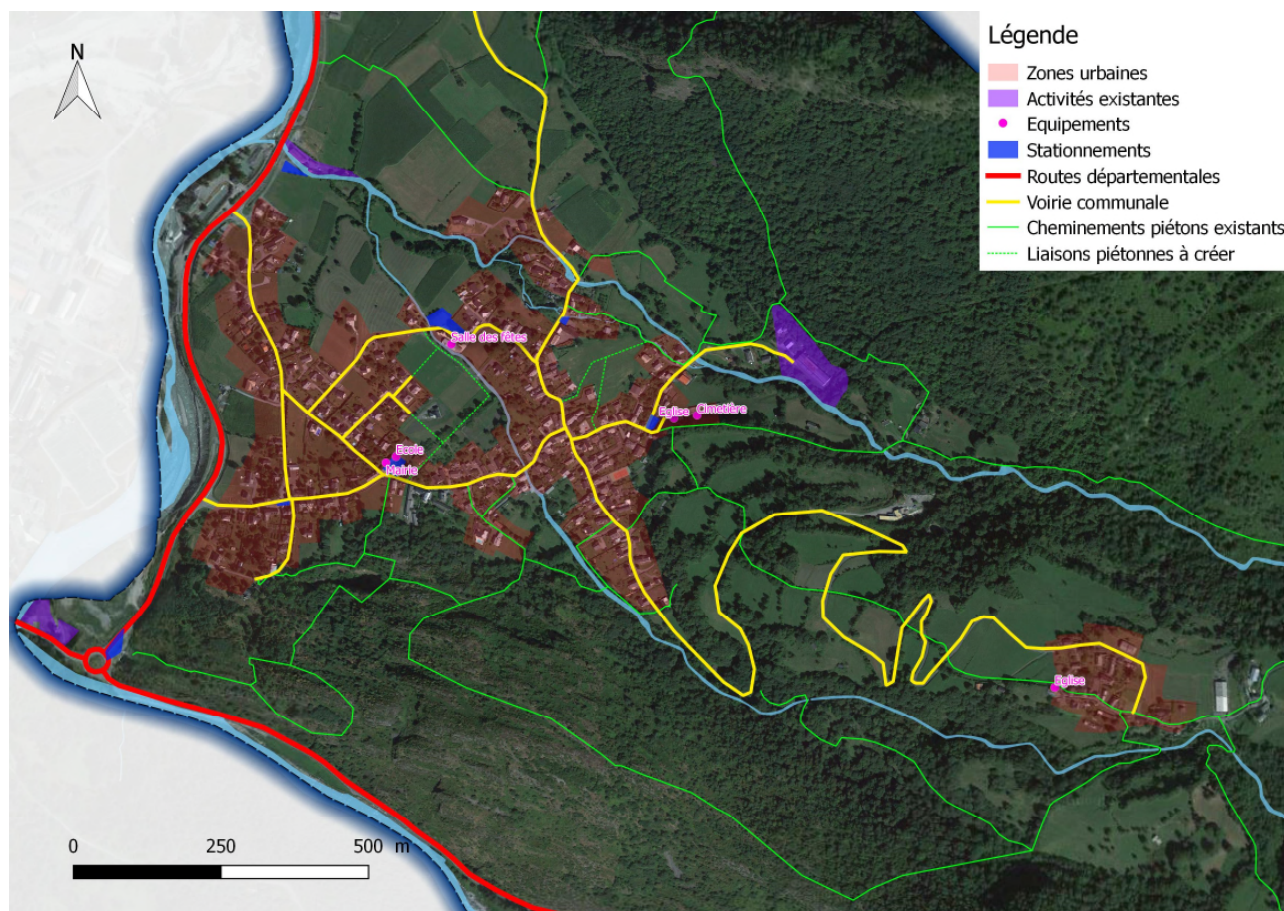 N
Légende
Zones urbaines
Activités existantes
Equipements
Stationnements
Routes départementales
Voirie communale
Cheminements piétons existants
Liaisons piétonnes à créer
Salle des fêtes
Eglise
Cimetière
Ecole
Mairie
Eglise
0 250 500 m